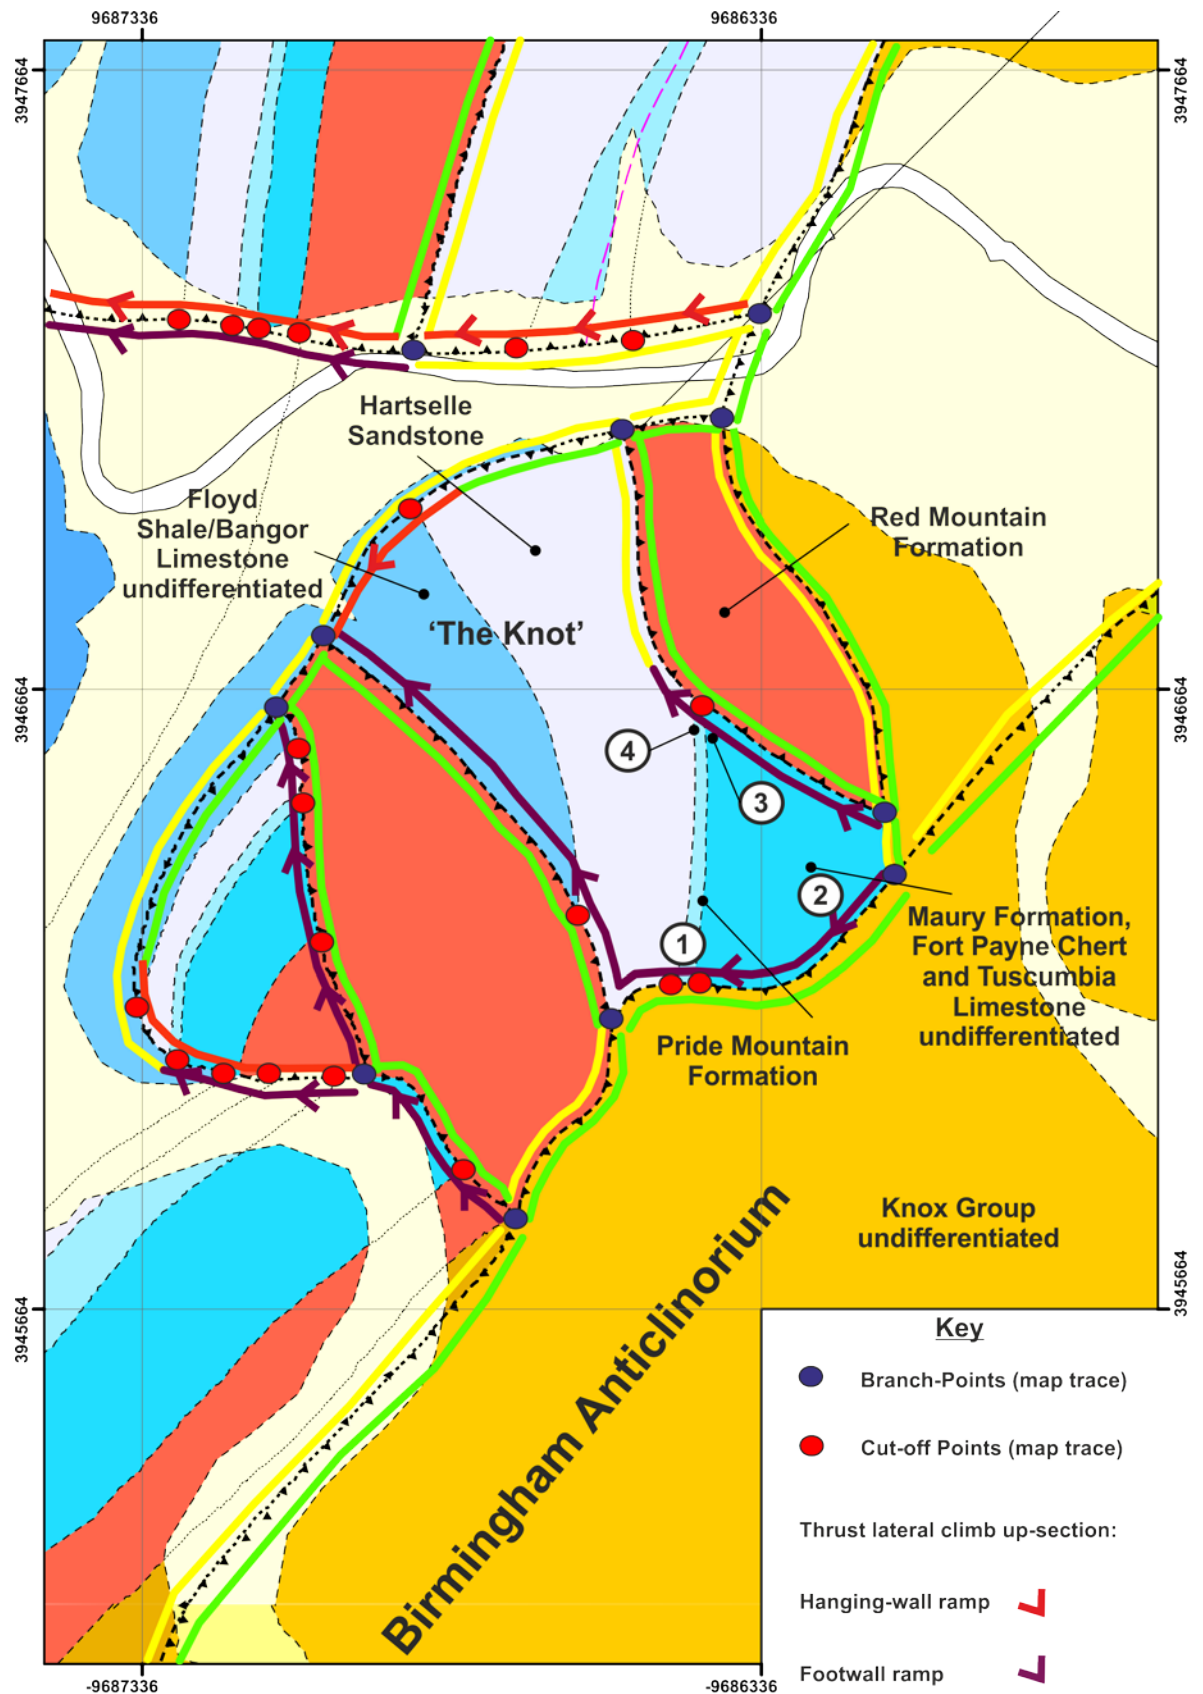 9687336
9686336
3947664
3947664
Hartselle
Sandstone
Floyd
Shale/Bangor
Limestone
undifferentiated
Red Mountain
Formation
‘The Knot’
3946664
3946664
4
3
2
1
Maury Formation,
Fort Payne Chert
and Tuscumbia
Limestone
undifferentiated
Pride Mountain
Formation
Knox Group
undifferentiated
Birmingham Anticlinorium
3945664
3945664
Key
Branch-Points (map trace)
Cut-off Points (map trace)
Thrust lateral climb up-section:
Hanging-wall ramp
Footwall ramp
-9687336
-9686336